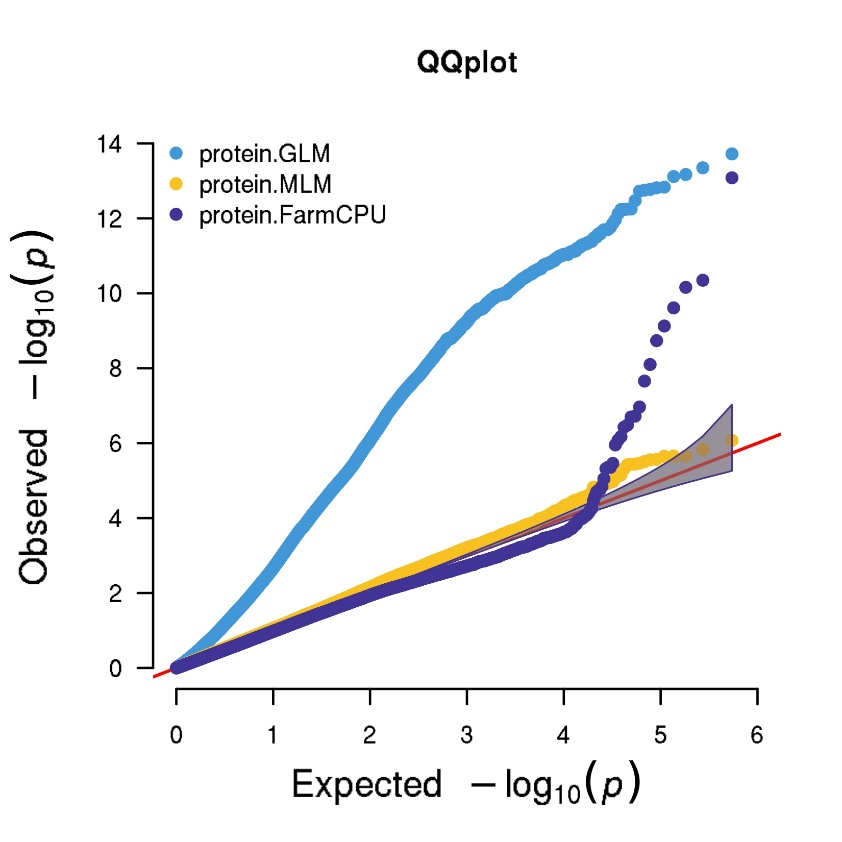 QQplot
14
12
10
8
6
4
2
0
protein.GLM
protein.MLM
protein.FarmCPU
Observed −log10(p)
0 1 2 3 4 5 6
Expected −log10(p)